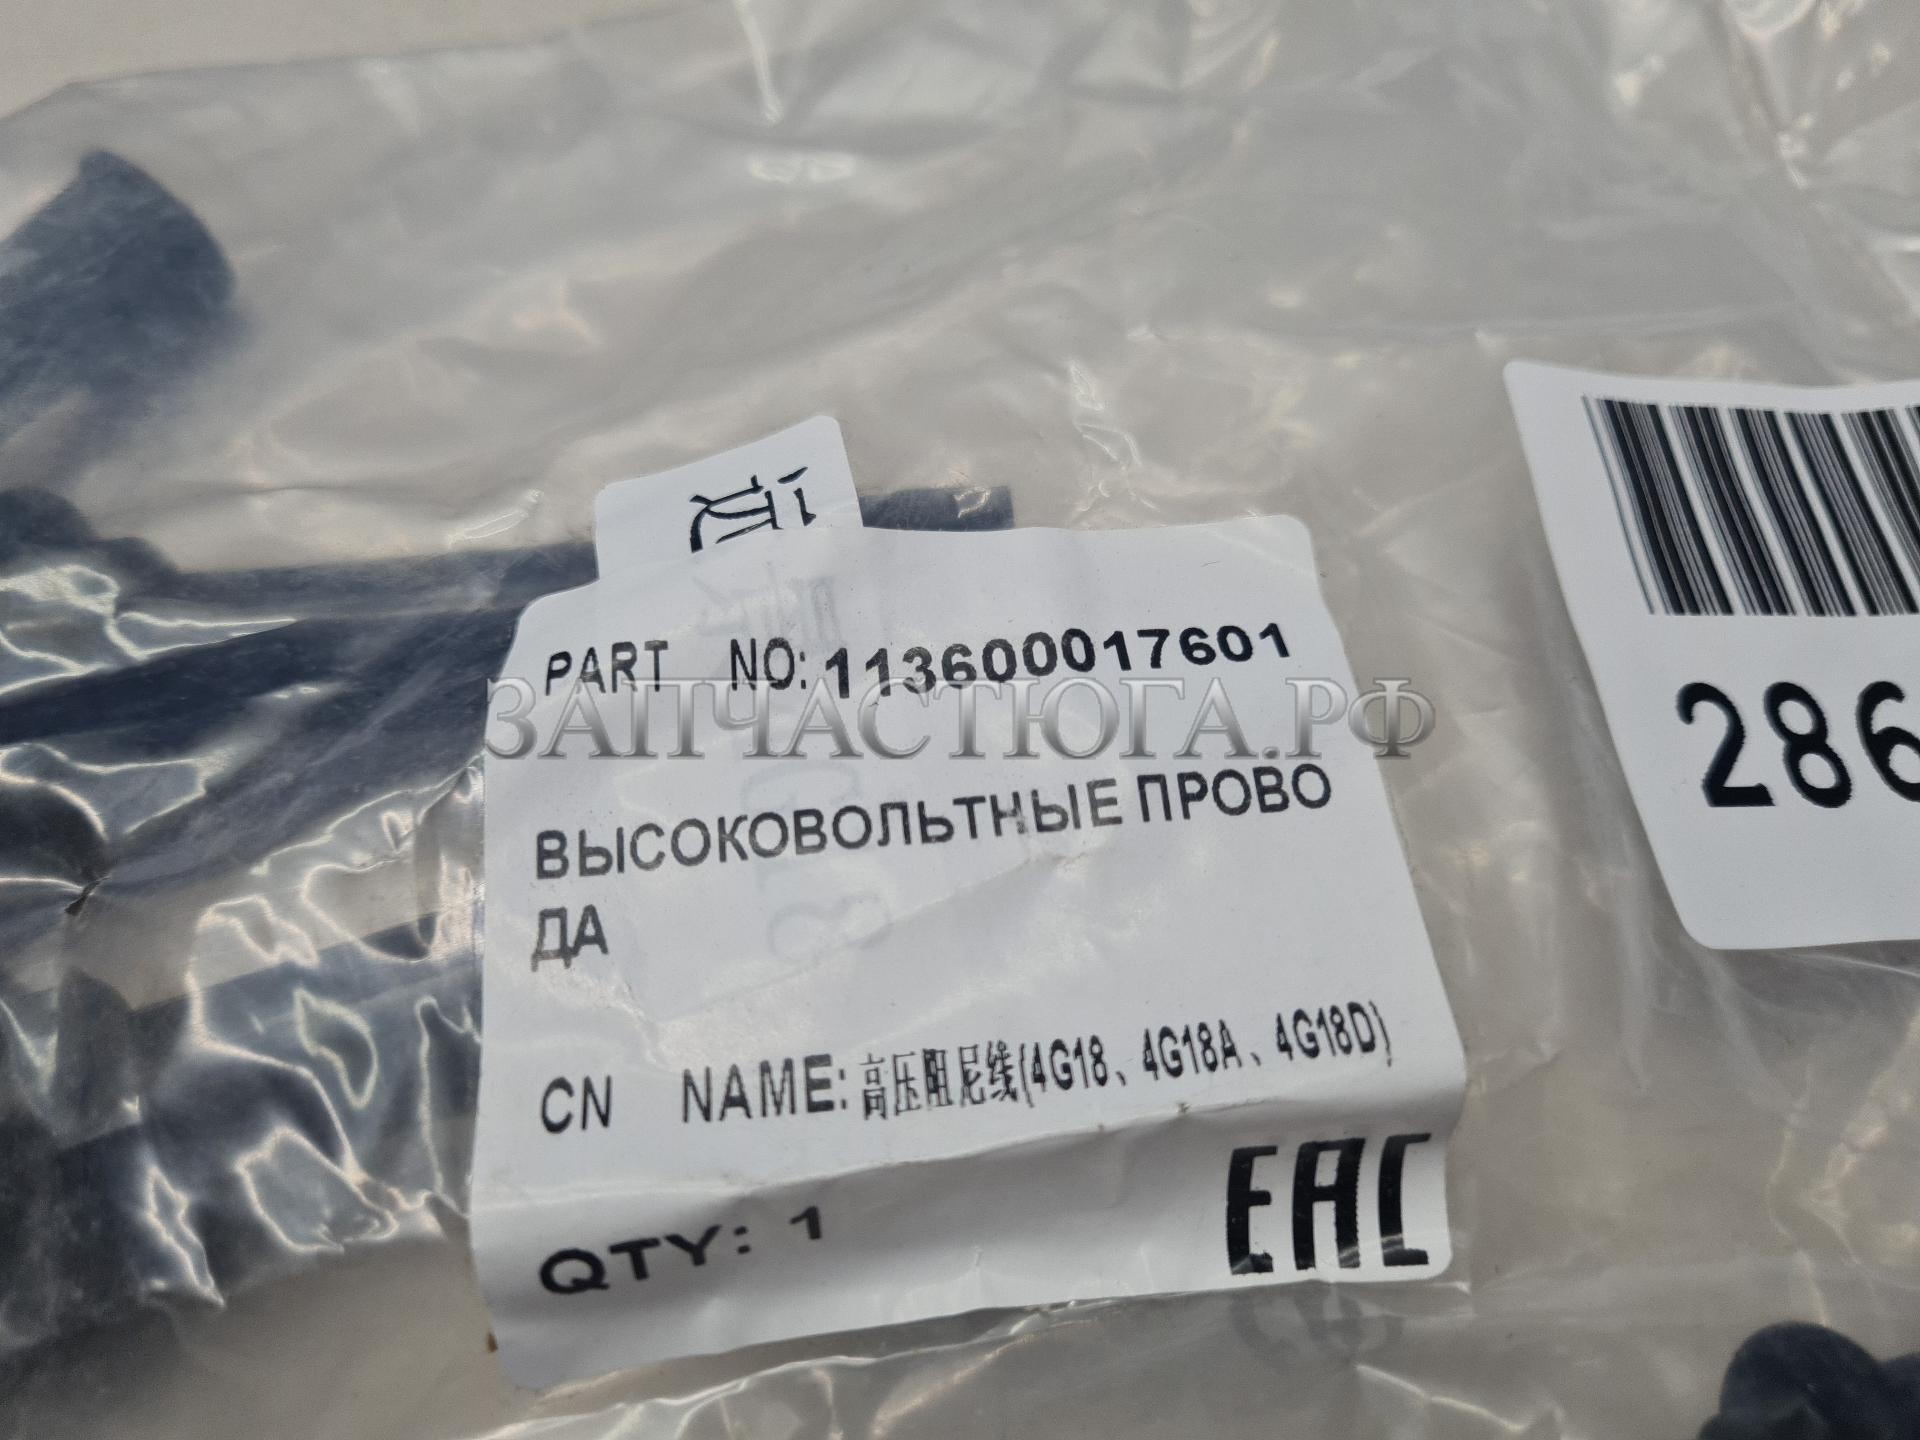 PART NO:113600017601
ЗАПЧАСТЮГА.РФ
ВЫСОКОВОЛЬТНЫЕ ПРОВО
ДА
CN NAME:高压阻尼线(4G18、4G18A、4G18D)
QTY: 1
EAC
286